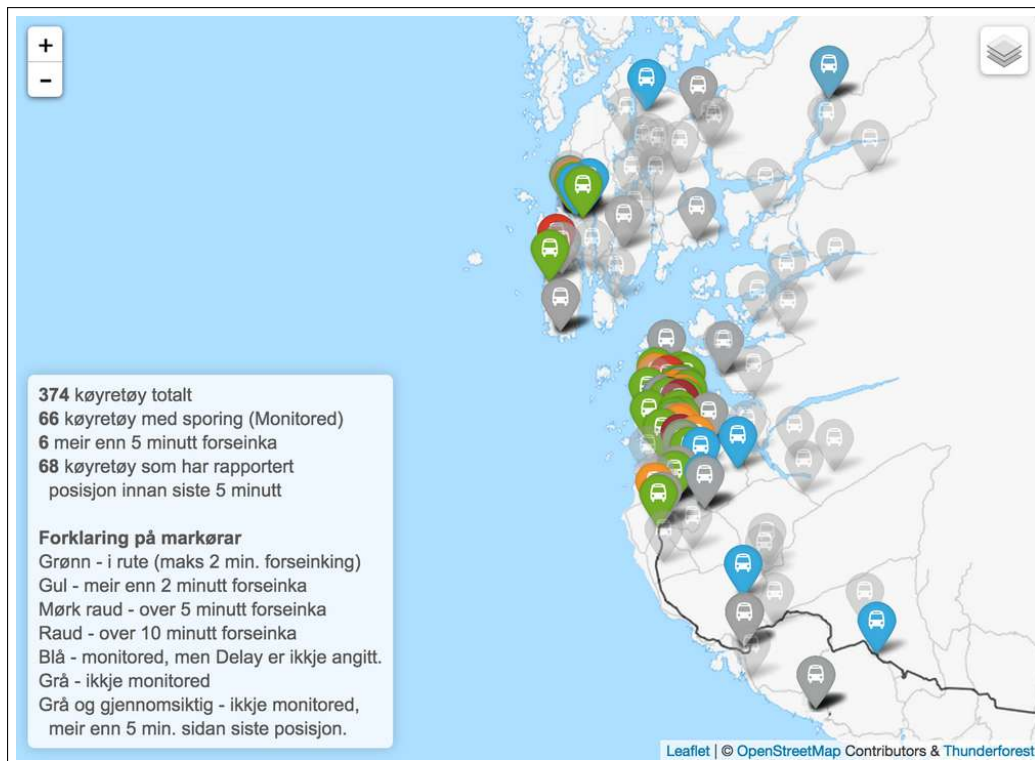 +
−
374 køyretøy totalt
66 køyretøy med sporing (Monitored)
6 meir enn 5 minutt forseinka
68 køyretøy som har rapportert
posisjon innan siste 5 minutt
Forklaring på markørar
Grønn - i rute (maks 2 min. forseinking)
Gul - meir enn 2 minutt forseinka
Mørk raud - over 5 minutt forseinka
Raud - over 10 minutt forseinka
Blå - monitored, men Delay er ikkje angitt.
Grå - ikkje monitored
Grå og gjennomsiktig - ikkje monitored,
meir enn 5 min. sidan siste posisjon.
Leaflet | © OpenStreetMap Contributors & Thunderforest